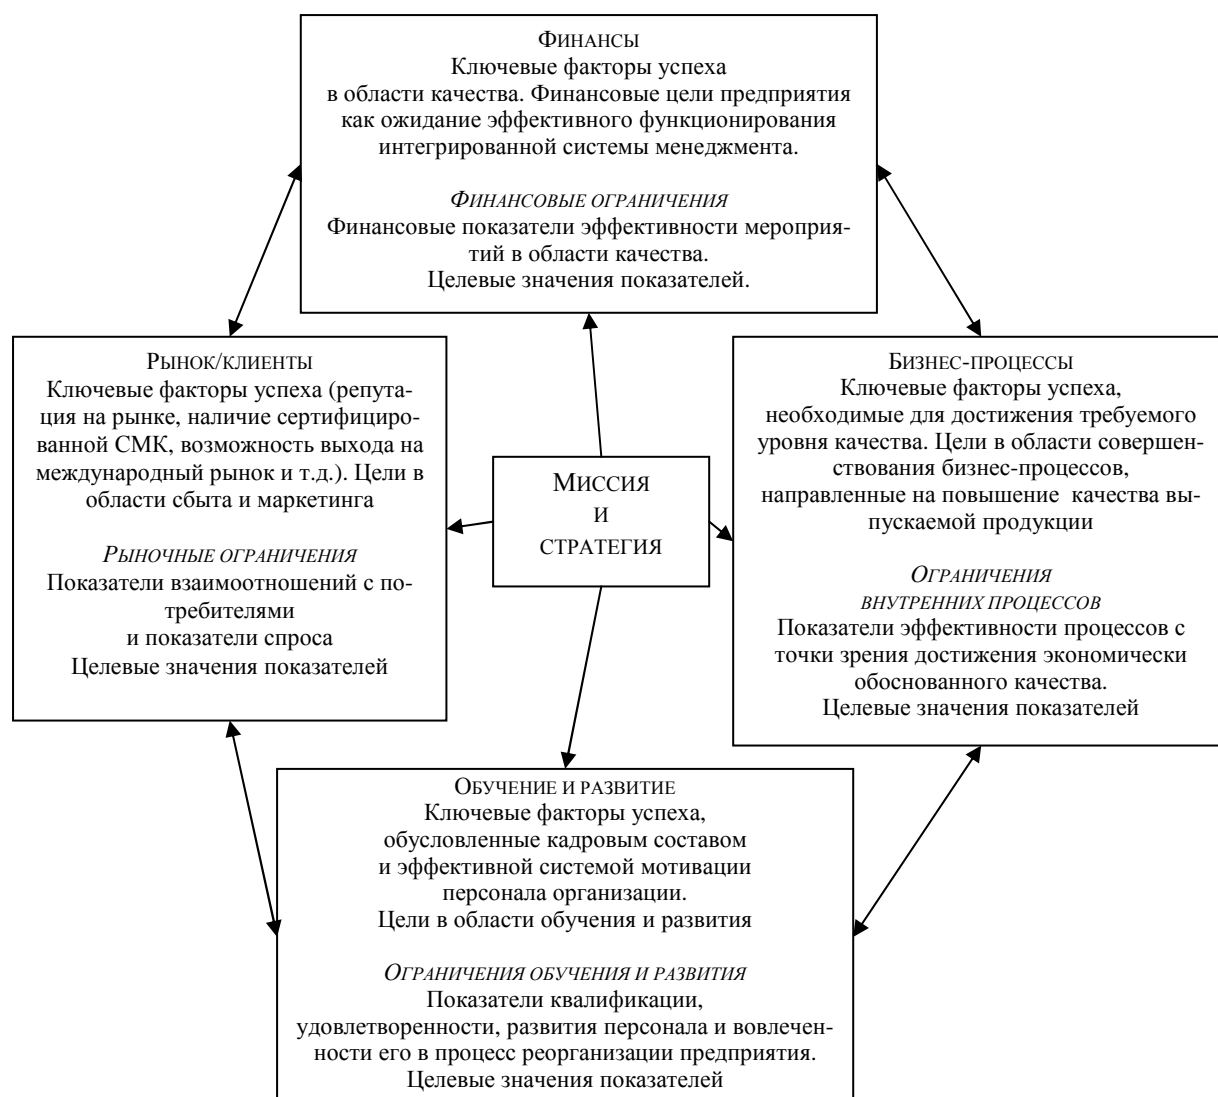 ФИНАНСЫ
Ключевые факторы успеха
в области качества. Финансовые цели предприятия
как ожидание эффективного функционирования
интегрированной системы менеджмента.
ФИНАНСОВЫЕ ОГРАНИЧЕНИЯ
Финансовые показатели эффективности мероприя-
тий в области качества.
Целевые значения показателей.
РЫНОК/КЛИЕНТЫ
Ключевые факторы успеха (репута-
ция на рынке, наличие сертифициро-
ванной СМК, возможность выхода на
международный рынок и т.д.). Цели в
области сбыта и маркетинга
РЫНОЧНЫЕ ОГРАНИЧЕНИЯ
Показатели взаимоотношений с по-
требителями
и показатели спроса
Целевые значения показателей
МИССИЯ
И
СТРАТЕГИЯ
БИЗНЕС-ПРОЦЕССЫ
Ключевые факторы успеха,
необходимые для достижения требуемого
уровня качества. Цели в области совершен-
ствования бизнес-процессов,
направленные на повышение качества вы-
пускаемой продукции
ОГРАНИЧЕНИЯ
ВНУТРЕННИХ ПРОЦЕССОВ
Показатели эффективности процессов с
точки зрения достижения экономически
обоснованного качества.
Целевые значения показателей
ОБУЧЕНИЕ И РАЗВИТИЕ
Ключевые факторы успеха,
обусловленные кадровым составом
и эффективной системой мотивации
персонала организации.
Цели в области обучения и развития
ОГРАНИЧЕНИЯ ОБУЧЕНИЯ И РАЗВИТИЯ
Показатели квалификации,
удовлетворенности, развития персонала и вовлечен-
ности его в процесс реорганизации предприятия.
Целевые значения показателей